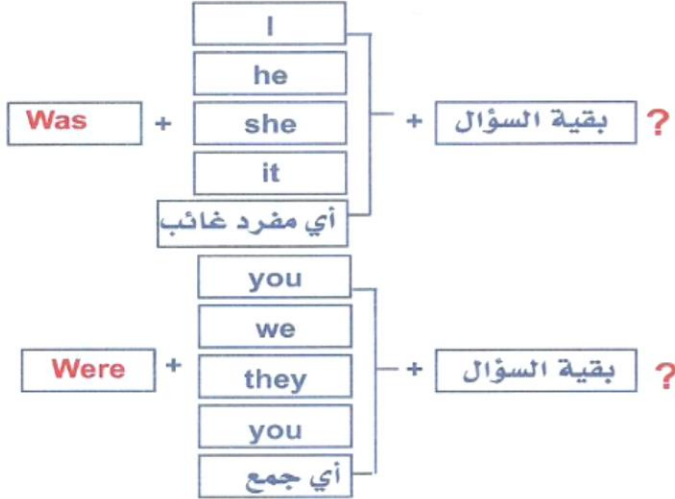 I
he
Was + she + بقية السؤال ?
it
أي مفرد غائب
you
we
Were + they + بقية السؤال ?
you
أي جمع